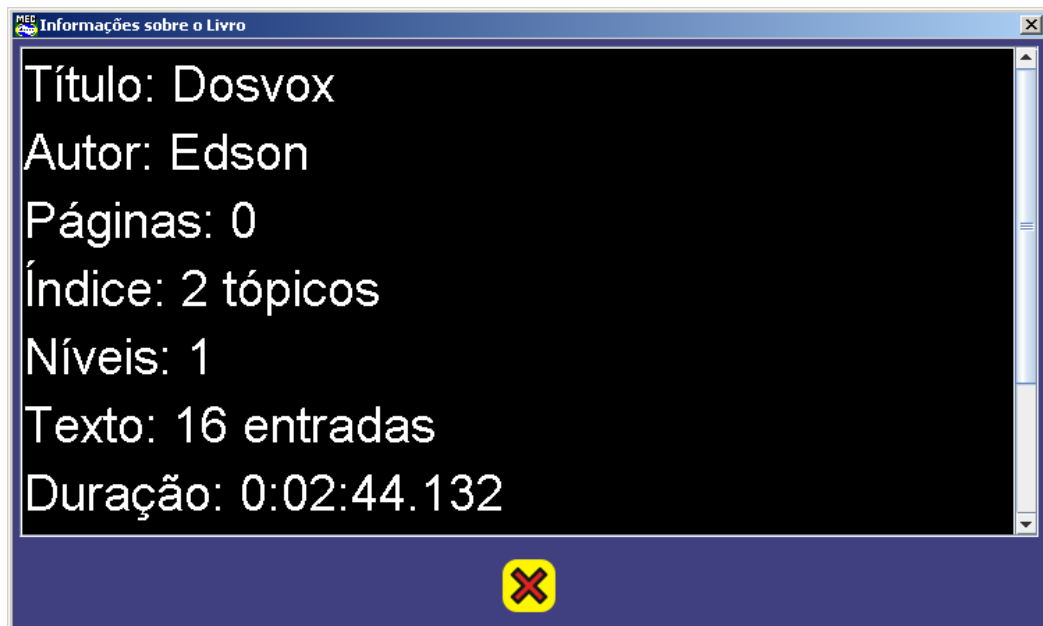 MEC
Informações sobre o Livro
Título: Dosvox
Autor: Edson
Páginas: 0
Índice: 2 tópicos
Níveis: 1
Texto: 16 entradas
Duração: 0:02:44.132